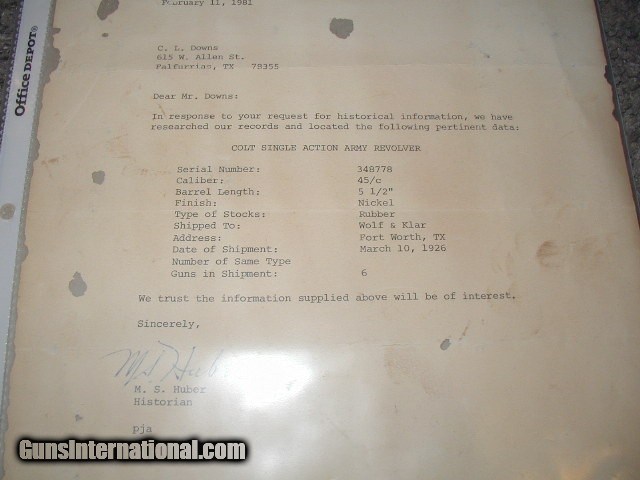 February 11, 1981
Office DEPOT®
C. L. Downs
615 W. Allen St.
Falfurrias, TX 78355
Dear Mr. Downs:
In response to your request for historical information, we have
researched our records and located the following pertinent data:
COLT SINGLE ACTION ARMY REVOLVER
Serial Number: 348778
Caliber: 45/c
Barrel Length: 5 1/2"
Finish: Nickel
Type of Stocks: Rubber
Shipped To: Wolf & Klar
Address: Fort Worth, TX
Date of Shipment: March 10, 1926
Number of Same Type
Guns in Shipment: 6
We trust the information supplied above will be of interest.
Sincerely,
M. S. Huber
M. S. Huber
Historian
pja
GunsInternational.com